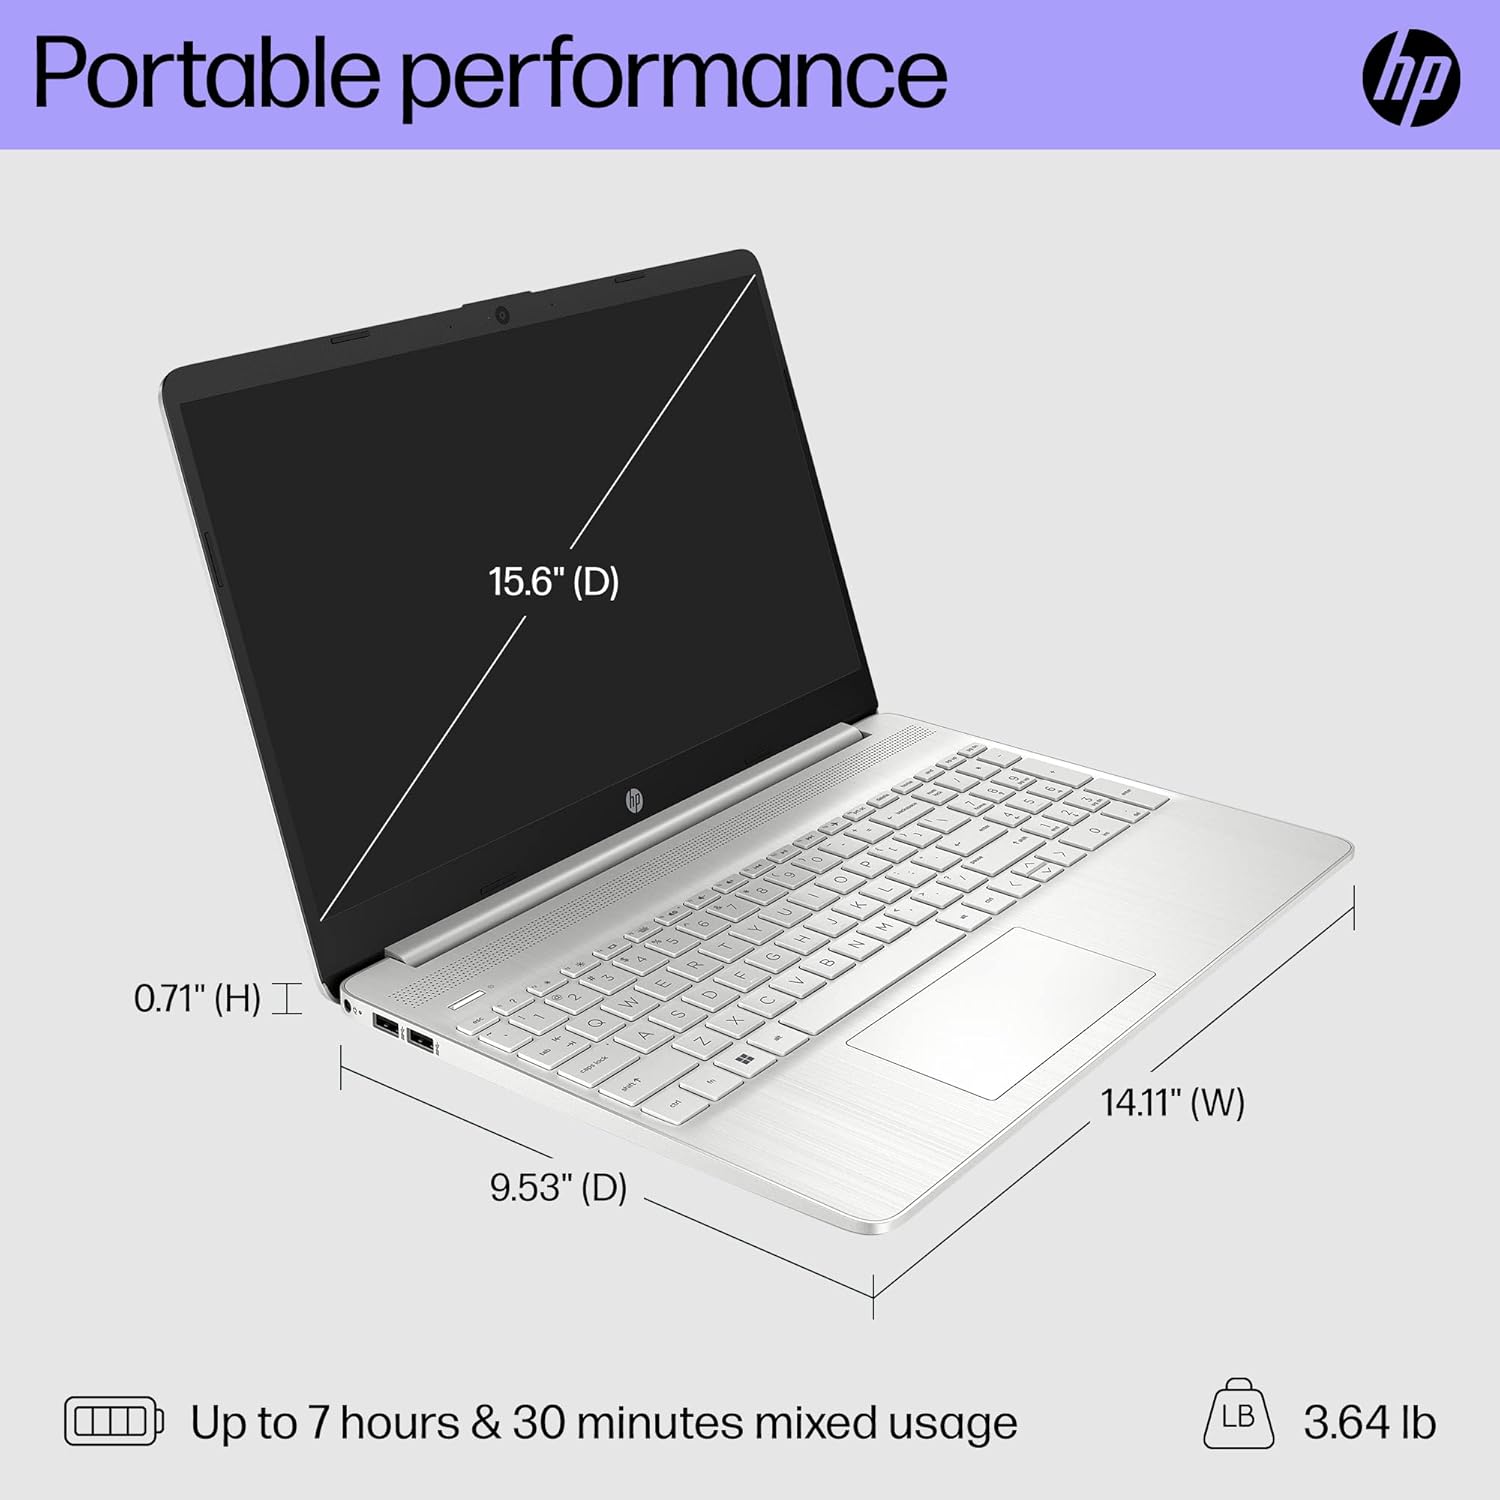 Portable performance
hp
15.6" (D)
hp
0.71" (H)
14.11" (W)
9.53" (D)
Up to 7 hours & 30 minutes mixed usage
LB
3.64 lb